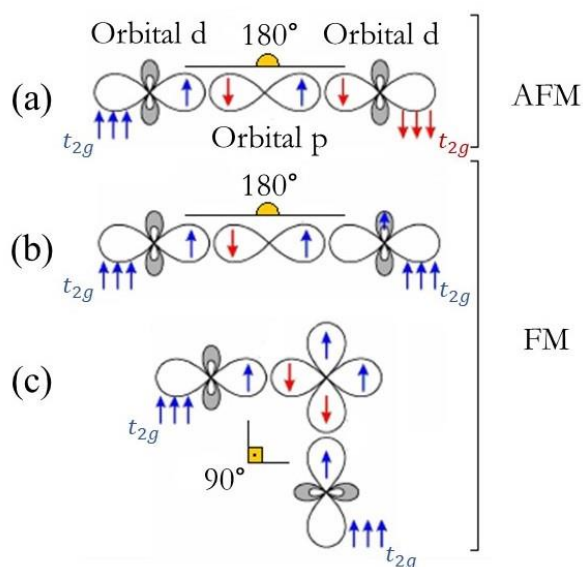 Orbital d 180° Orbital d
(a) AFM
t₂g t₂g
Orbital p
180°
(b)
t₂g t₂g
FM
(c)
t₂g
90°
t₂g